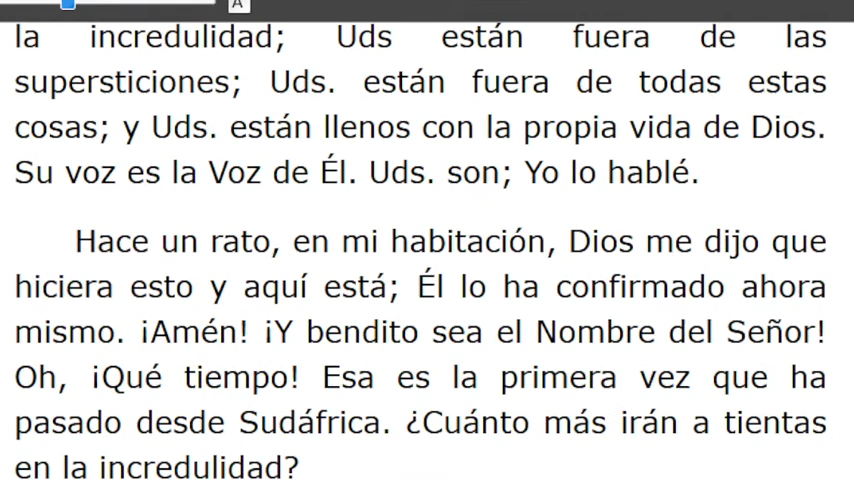 A
la incredulidad; Uds están fuera de las
supersticiones; Uds. están fuera de todas estas
cosas; y Uds. están llenos con la propia vida de Dios.
Su voz es la Voz de Él. Uds. son; Yo lo hablé.
Hace un rato, en mi habitación, Dios me dijo que
hiciera esto y aquí está; Él lo ha confirmado ahora
mismo. ¡Amén! ¡Y bendito sea el Nombre del Señor!
Oh, ¡Qué tiempo! Esa es la primera vez que ha
pasado desde Sudáfrica. ¿Cuánto más irán a tientas
en la incredulidad?